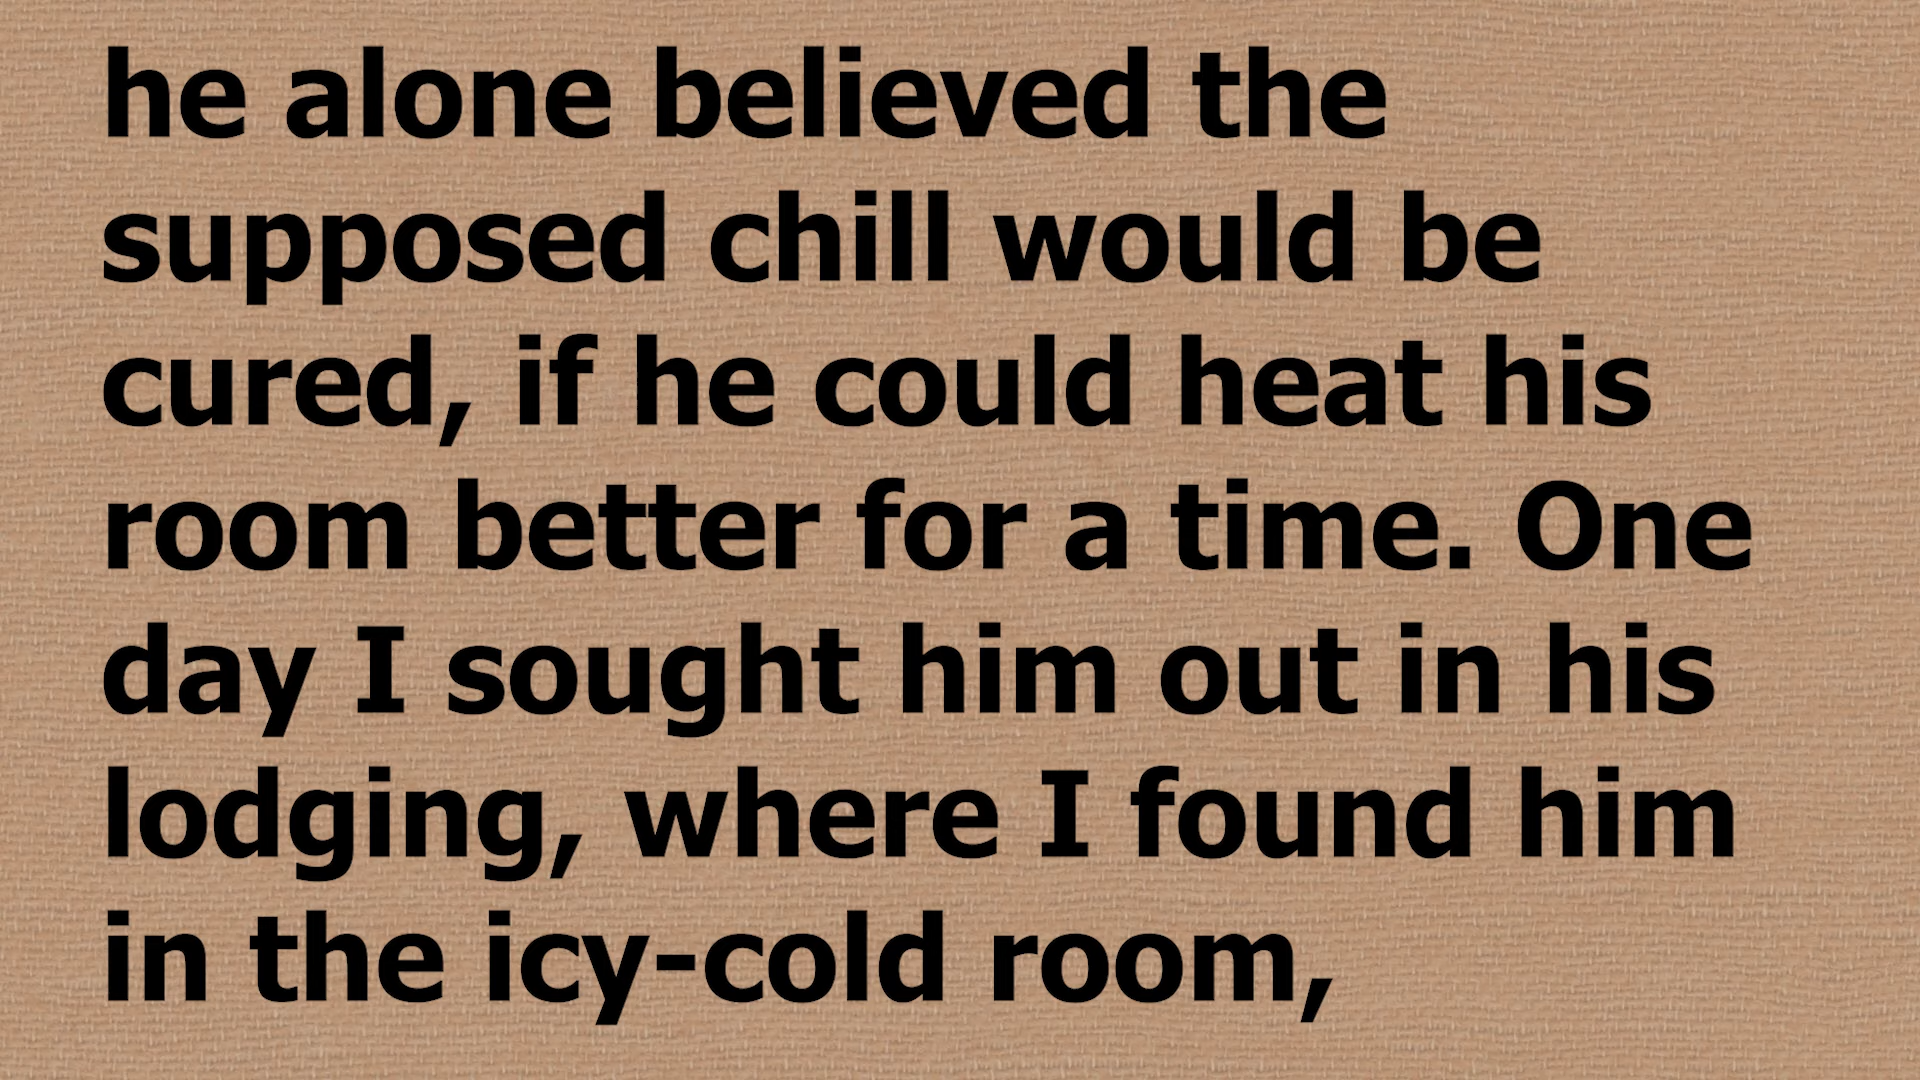 he alone believed the
supposed chill would be
cured, if he could heat his
room better for a time. One
day I sought him out in his
lodging, where I found him
in the icy-cold room,